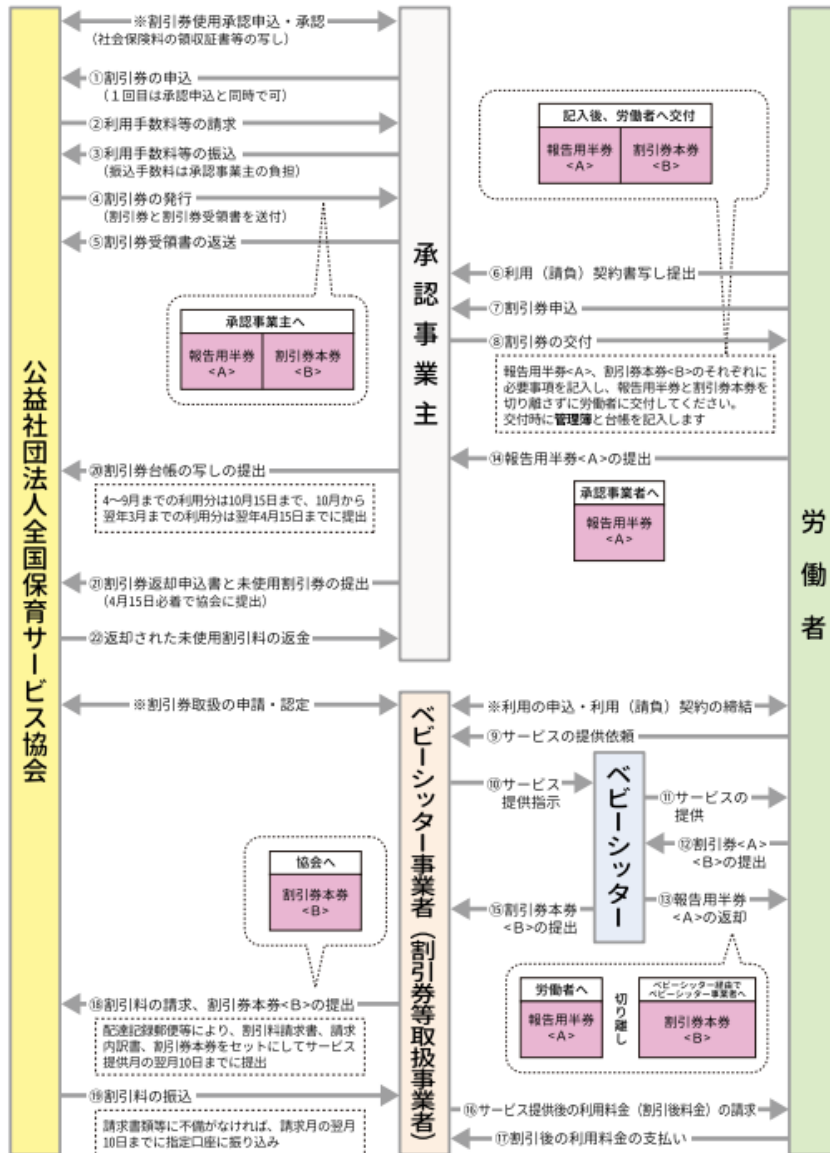 ※割引券使用承認申込・承認
（社会保険料の領収証書等の写し）
①割引券の申込
（１回目は承認申込と同時で可）
②利用手数料等の請求
③利用手数料等の振込
（振込手数料は承認事業主の負担）
④割引券の発行
（割引券と割引券受領書を送付）
⑤割引券受領書の返送
承認事業主へ
報告用半券
<A>
割引券本券
<B>
公益社団法人全国保育サービス協会
承認事業主
労働者
記入後、労働者へ交付
報告用半券
<A>
割引券本券
<B>
⑥利用（請負）契約書写し提出
⑦割引券申込
⑧割引券の交付
報告用半券<A>、割引券本券<B>のそれぞれに
必要事項を記入し、報告用半券と割引券本券を
切り離さずに労働者に交付してください。
交付時に管理簿と台帳を記入します
⑭報告用半券<A>の提出
承認事業者へ
報告用半券
<A>
⑳割引券台帳の写しの提出
4〜9月までの利用分は10月15日まで、10月から
翌年3月までの利用分は翌年4月15日までに提出
㉑割引券返却申込書と未使用割引券の提出
（4月15日必着で協会に提出）
㉒返却された未使用割引料の返金
※割引券取扱の申請・認定
ベビーシッター事業者（割引券等取扱事業者）
※利用の申込・利用（請負）契約の締結
⑨サービスの提供依頼
⑩サービス
提供指示
ベビーシッター
⑪サービスの
提供
⑫割引券<A>
<B>の提出
⑬報告用半券
<A>の返却
⑮割引券本券
<B>の提出
協会へ
割引券本券
<B>
労働者へ
報告用半券
<A>
切り離し
ベビーシッター経由で
ベビーシッター事業者へ
割引券本券
<B>
⑱割引料の請求、割引券本券<B>の提出
配達記録郵便等により、割引料請求書、請求
内訳書、割引券本券をセットにしてサービス
提供月の翌月10日までに提出
⑲割引料の振込
請求書類等に不備がなければ、請求月の翌月
10日までに指定口座に振り込み
⑯サービス提供後の利用料金（割引後料金）の請求
⑰割引後の利用料金の支払い